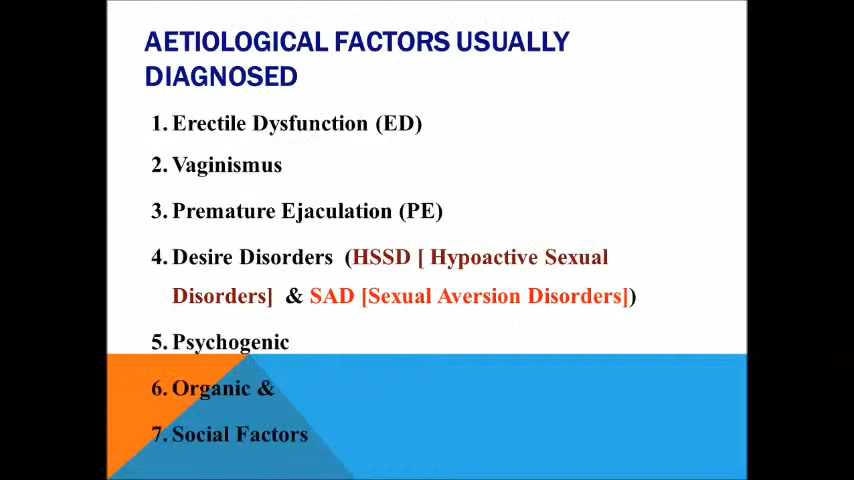 AETIOLOGICAL FACTORS USUALLY
DIAGNOSED
1. Erectile Dysfunction (ED)
2. Vaginismus
3. Premature Ejaculation (PE)
4. Desire Disorders (HSSD [ Hypoactive Sexual
Disorders] & SAD [Sexual Aversion Disorders])
5. Psychogenic
6. Organic &
7. Social Factors